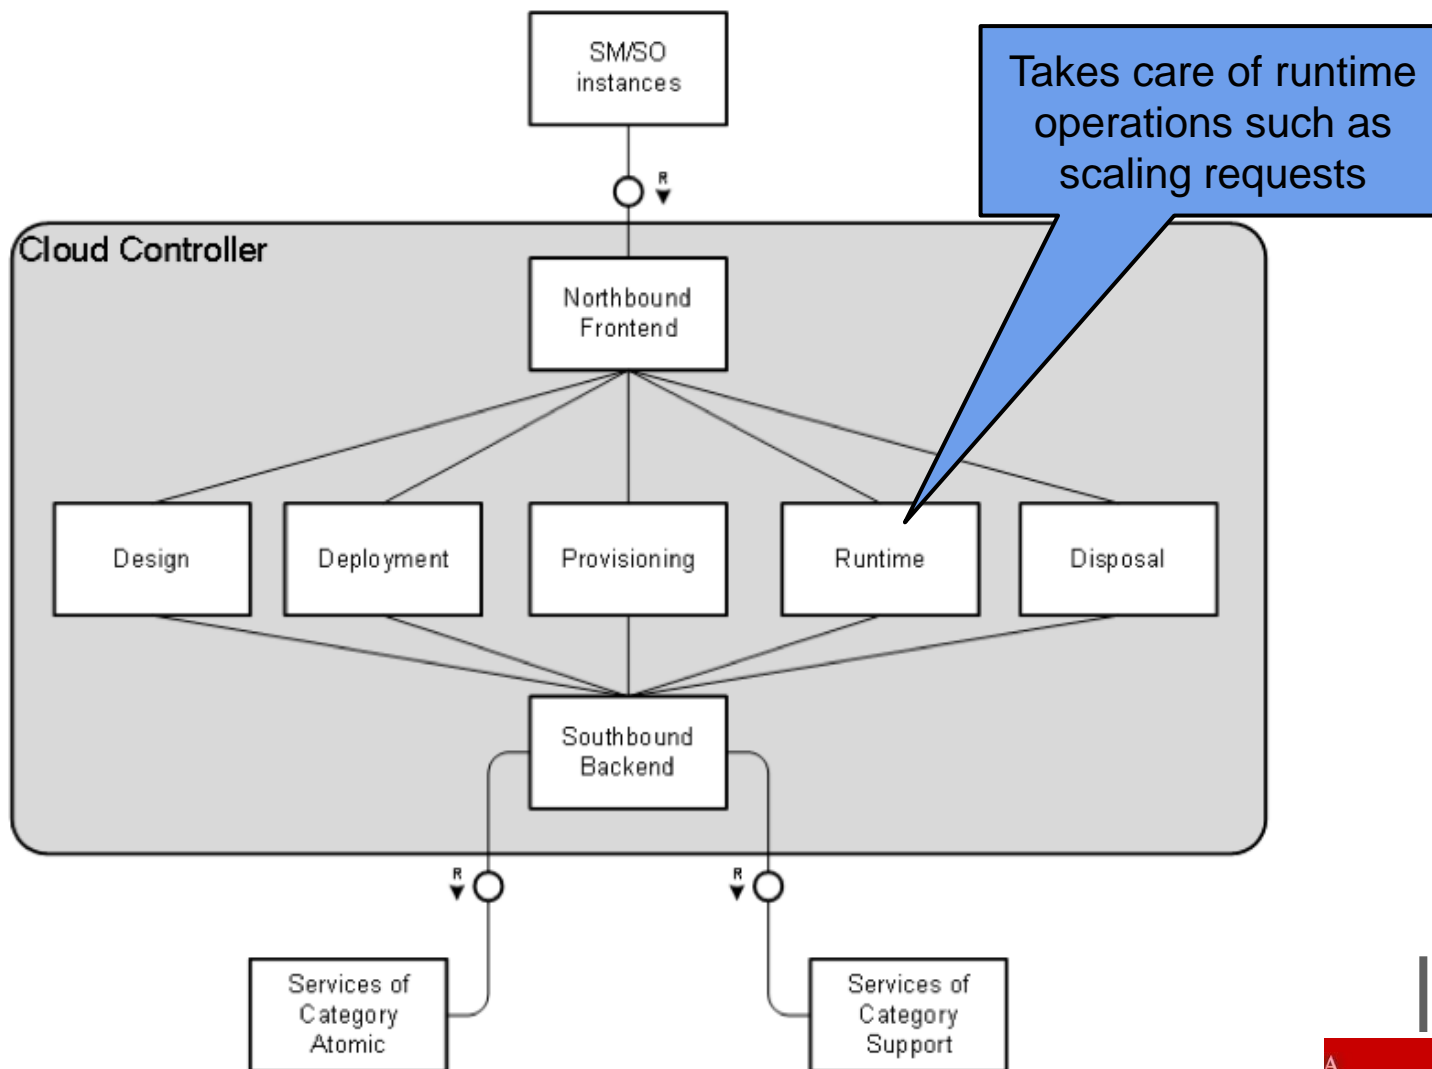 SM/SO
instances
Takes care of runtime
operations such as
scaling requests
R
Cloud Controller
Northbound
Frontend
Design
Deployment
Provisioning
Runtime
Disposal
Southbound
Backend
R
R
Services of
Category
Atomic
Services of
Category
Support
A